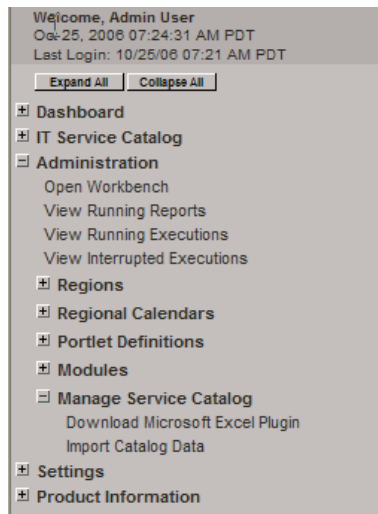 Welcome, Admin User
Oct 25, 2006 07:24:31 AM PDT
Last Login: 10/25/06 07:21 AM PDT
Expand All Collapse All
Dashboard
IT Service Catalog
Administration
Open Workbench
View Running Reports
View Running Executions
View Interrupted Executions
Regions
Regional Calendars
Portlet Definitions
Modules
Manage Service Catalog
Download Microsoft Excel Plugin
Import Catalog Data
Settings
Product Information